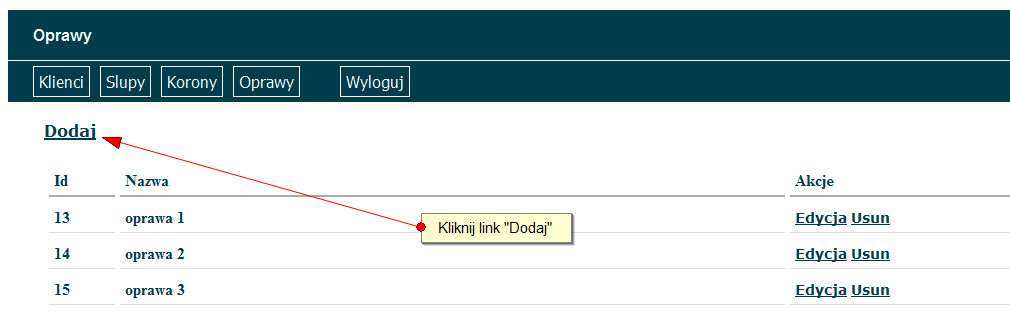 Oprawy
Klienci Slupy Korony Oprawy Wyloguj
Dodaj
Id Nazwa Akcje
13 oprawa 1 Edycja Usun
Kliknij link "Dodaj"
14 oprawa 2 Edycja Usun
15 oprawa 3 Edycja Usun